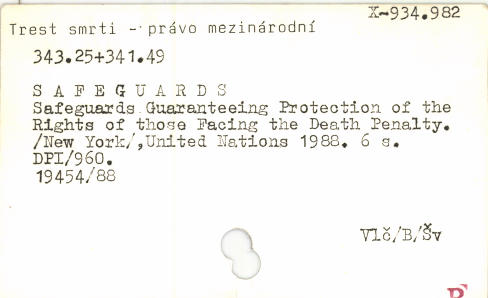 X-934.982
Trest smrti - právo mezinárodní
343.25+341.49
S A F E G U A R D S
Safeguards Guaranteeing Protection of the
Rights of those Facing the Death Penalty.
/New York/,United Nations 1988. 6 s.
DPI/960.
19454/88
Vlč/B/Šv